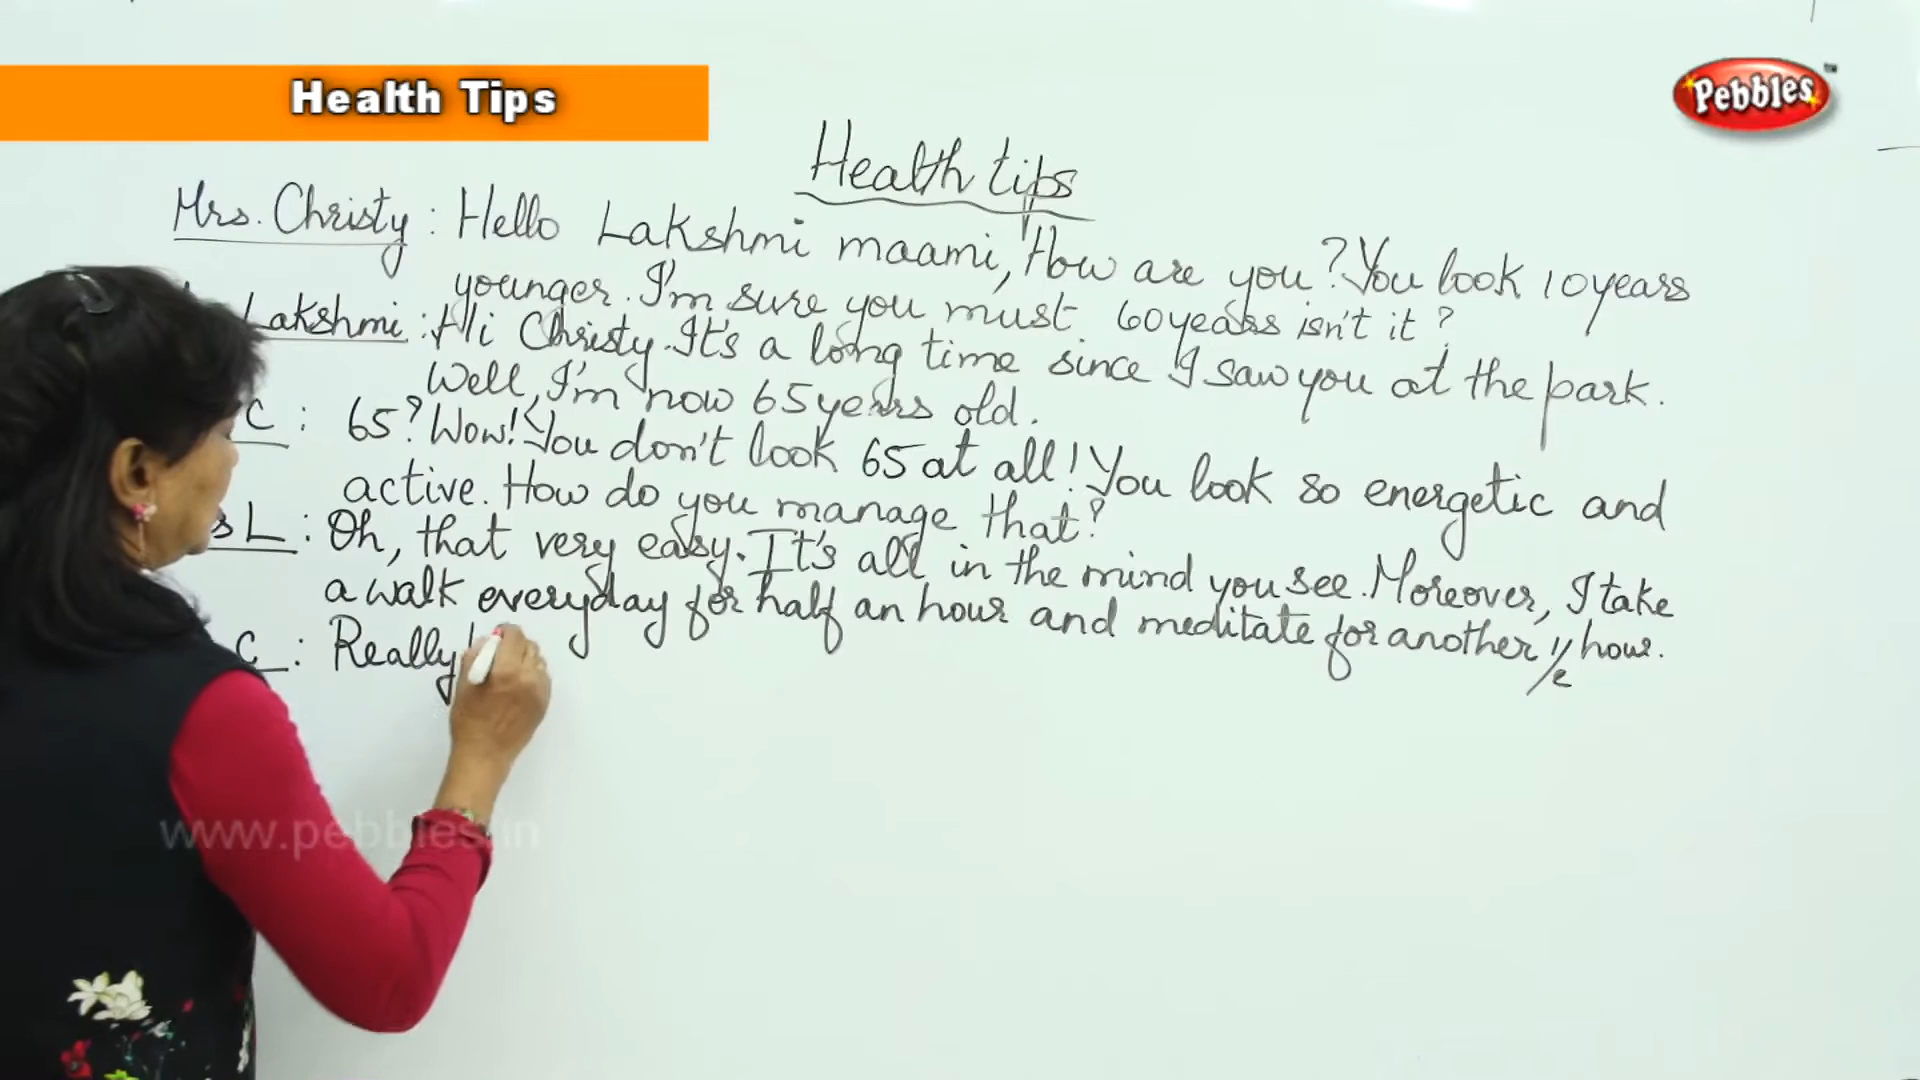 Health Tips
Pebbles™
Health tips
Mrs. Christy : Hello Lakshmi maami, How are you? You look 10 years
younger. I'm sure you must 60 years isn't it?
Lakshmi : Hi Christy. It's a long time since I saw you at the park.
Well, I'm now 65 years old.
C : 65? Wow! You don't look 65 at all! You look so energetic and
active. How do you manage that?
s L : Oh, that very easy. It's all in the mind you see. Moreover, I take
a walk everyday for half an hour and meditate for another 1/2 hour.
C : Really
www.pebbles.in